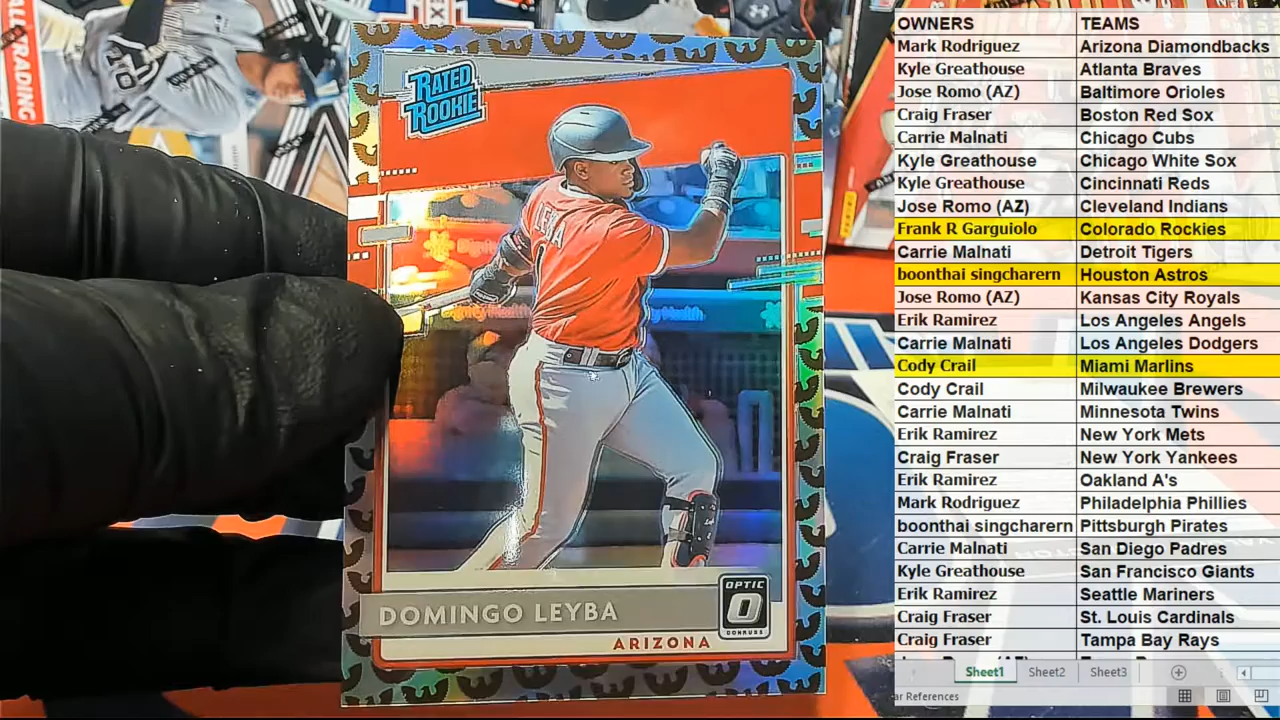 RATED
ROOKIE
DOMINGO LEYBA
ARIZONA
OPTIC
DONRUSS
OWNERS TEAMS
Mark Rodriguez Arizona Diamondbacks
Kyle Greathouse Atlanta Braves
Jose Romo (AZ) Baltimore Orioles
Craig Fraser Boston Red Sox
Carrie Malnati Chicago Cubs
Kyle Greathouse Chicago White Sox
Kyle Greathouse Cincinnati Reds
Jose Romo (AZ) Cleveland Indians
Frank R Garguiolo Colorado Rockies
Carrie Malnati Detroit Tigers
boonthai singcharern Houston Astros
Jose Romo (AZ) Kansas City Royals
Erik Ramirez Los Angeles Angels
Carrie Malnati Los Angeles Dodgers
Cody Crail Miami Marlins
Cody Crail Milwaukee Brewers
Carrie Malnati Minnesota Twins
Erik Ramirez New York Mets
Craig Fraser New York Yankees
Erik Ramirez Oakland A's
Mark Rodriguez Philadelphia Phillies
boonthai singcharern Pittsburgh Pirates
Carrie Malnati San Diego Padres
Kyle Greathouse San Francisco Giants
Erik Ramirez Seattle Mariners
Craig Fraser St. Louis Cardinals
Craig Fraser Tampa Bay Rays
Sheet1 Sheet2 Sheet3
ar References